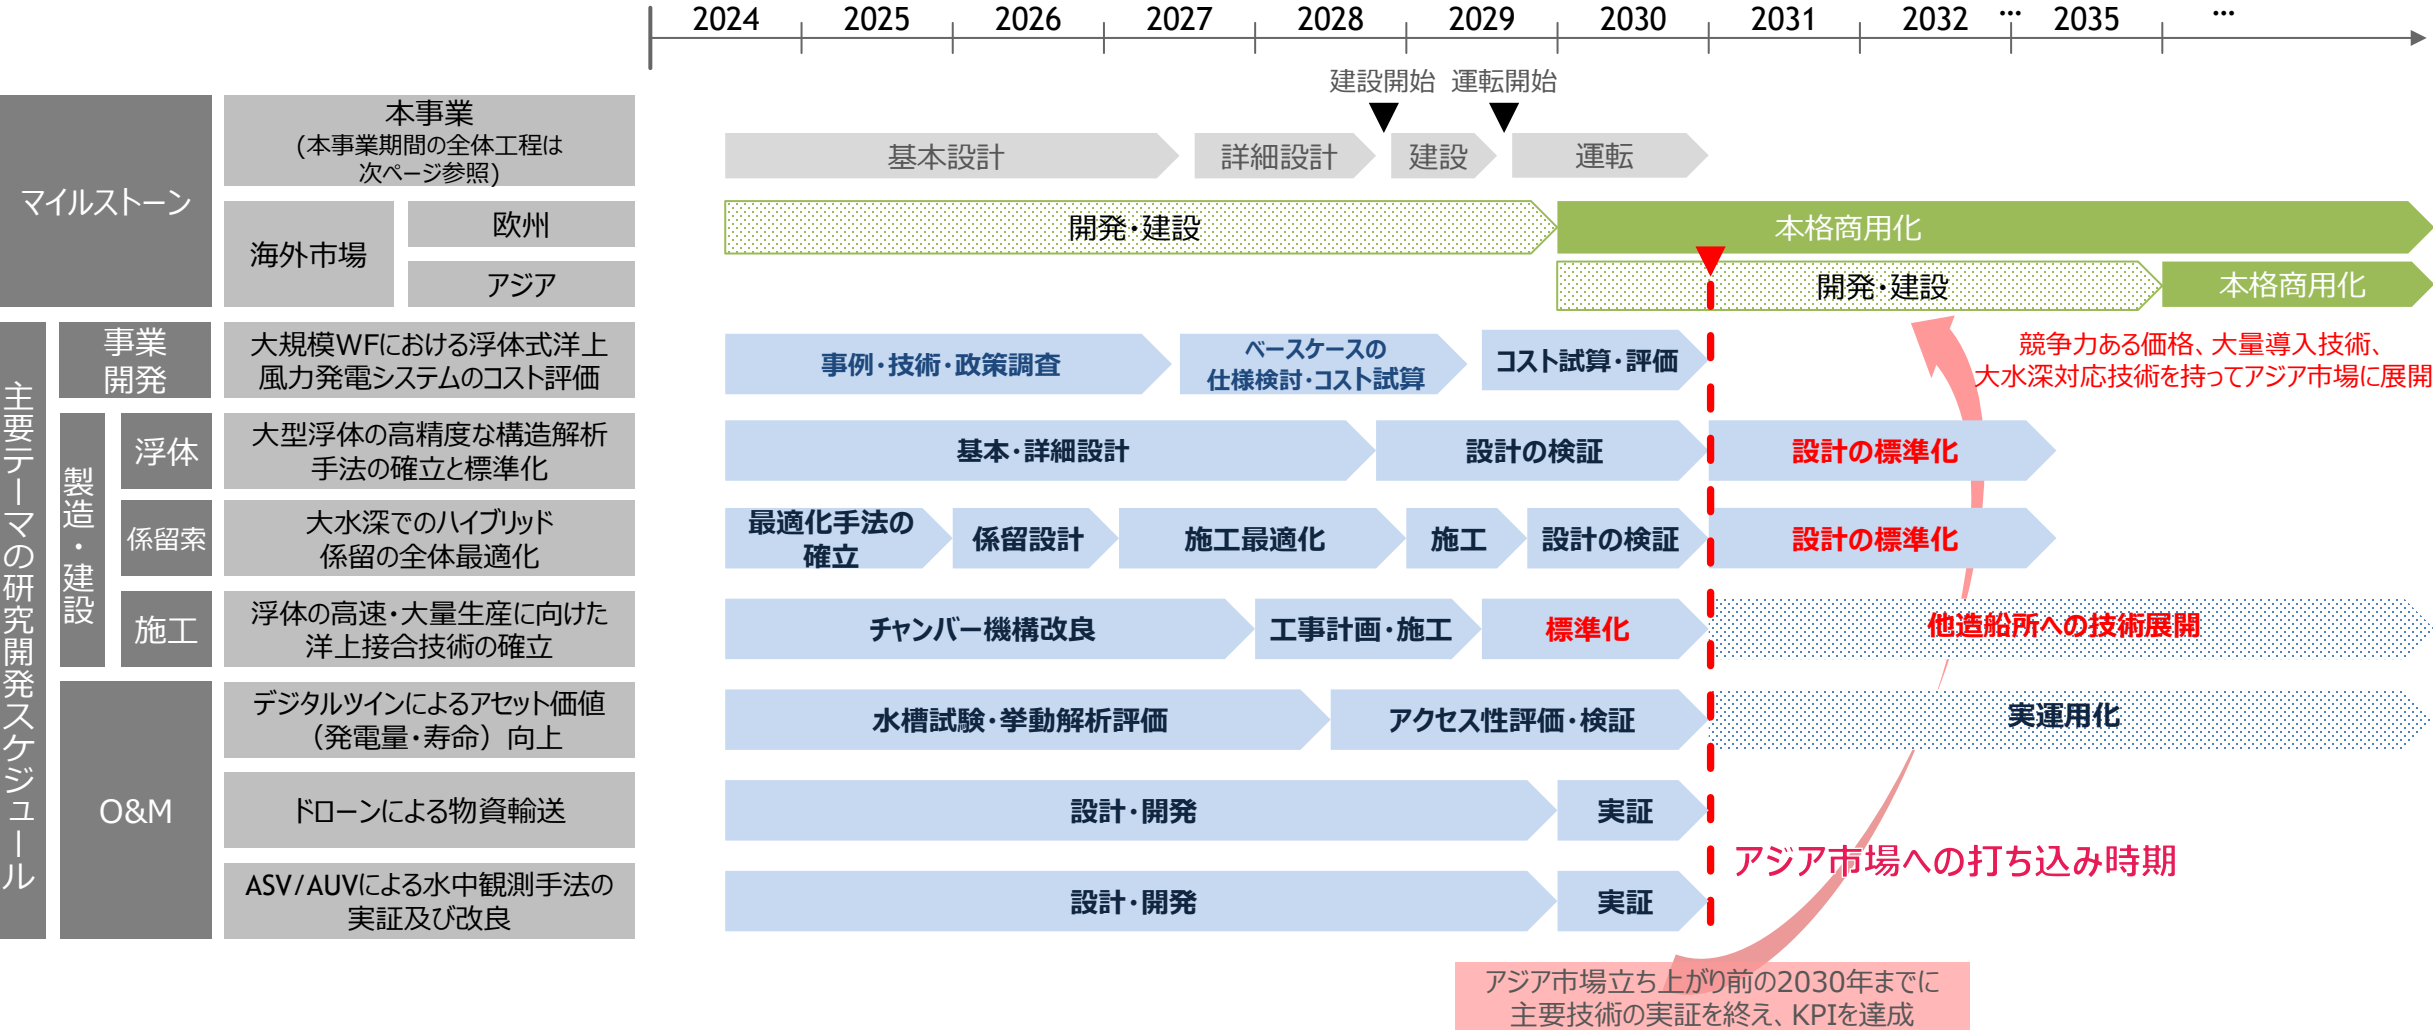 2024 2025 2026 2027 2028 2029 2030 2031 2032 … 2035 …
建設開始 運転開始
マイルストーン
本事業
(本事業期間の全体工程は
次ページ参照)
基本設計 詳細設計 建設 運転
海外市場
欧州
開発・建設 本格商用化
アジア
開発・建設 本格商用化
主要テーマの研究開発スケジュール
事業
開発
大規模WFにおける浮体式洋上
風力発電システムのコスト評価
事例・技術・政策調査
ベースケースの
仕様検討・コスト試算
コスト試算・評価
競争力ある価格、大量導入技術、
大水深対応技術を持ってアジア市場に展開
製造・建設
浮体
大型浮体の高精度な構造解析
手法の確立と標準化
基本・詳細設計 設計の検証 設計の標準化
係留索
大水深でのハイブリッド
係留の全体最適化
最適化手法の
確立
係留設計 施工最適化 施工 設計の検証 設計の標準化
施工
浮体の高速・大量生産に向けた
洋上接合技術の確立
チャンバー機構改良 工事計画・施工 標準化 他造船所への技術展開
O&M
デジタルツインによるアセット価値
（発電量・寿命）向上
水槽試験・挙動解析評価 アクセス性評価・検証 実運用化
ドローンによる物資輸送
設計・開発 実証
アジア市場への打ち込み時期
ASV/AUVによる水中観測手法の
実証及び改良
設計・開発 実証
アジア市場立ち上がり前の2030年までに
主要技術の実証を終え、KPIを達成